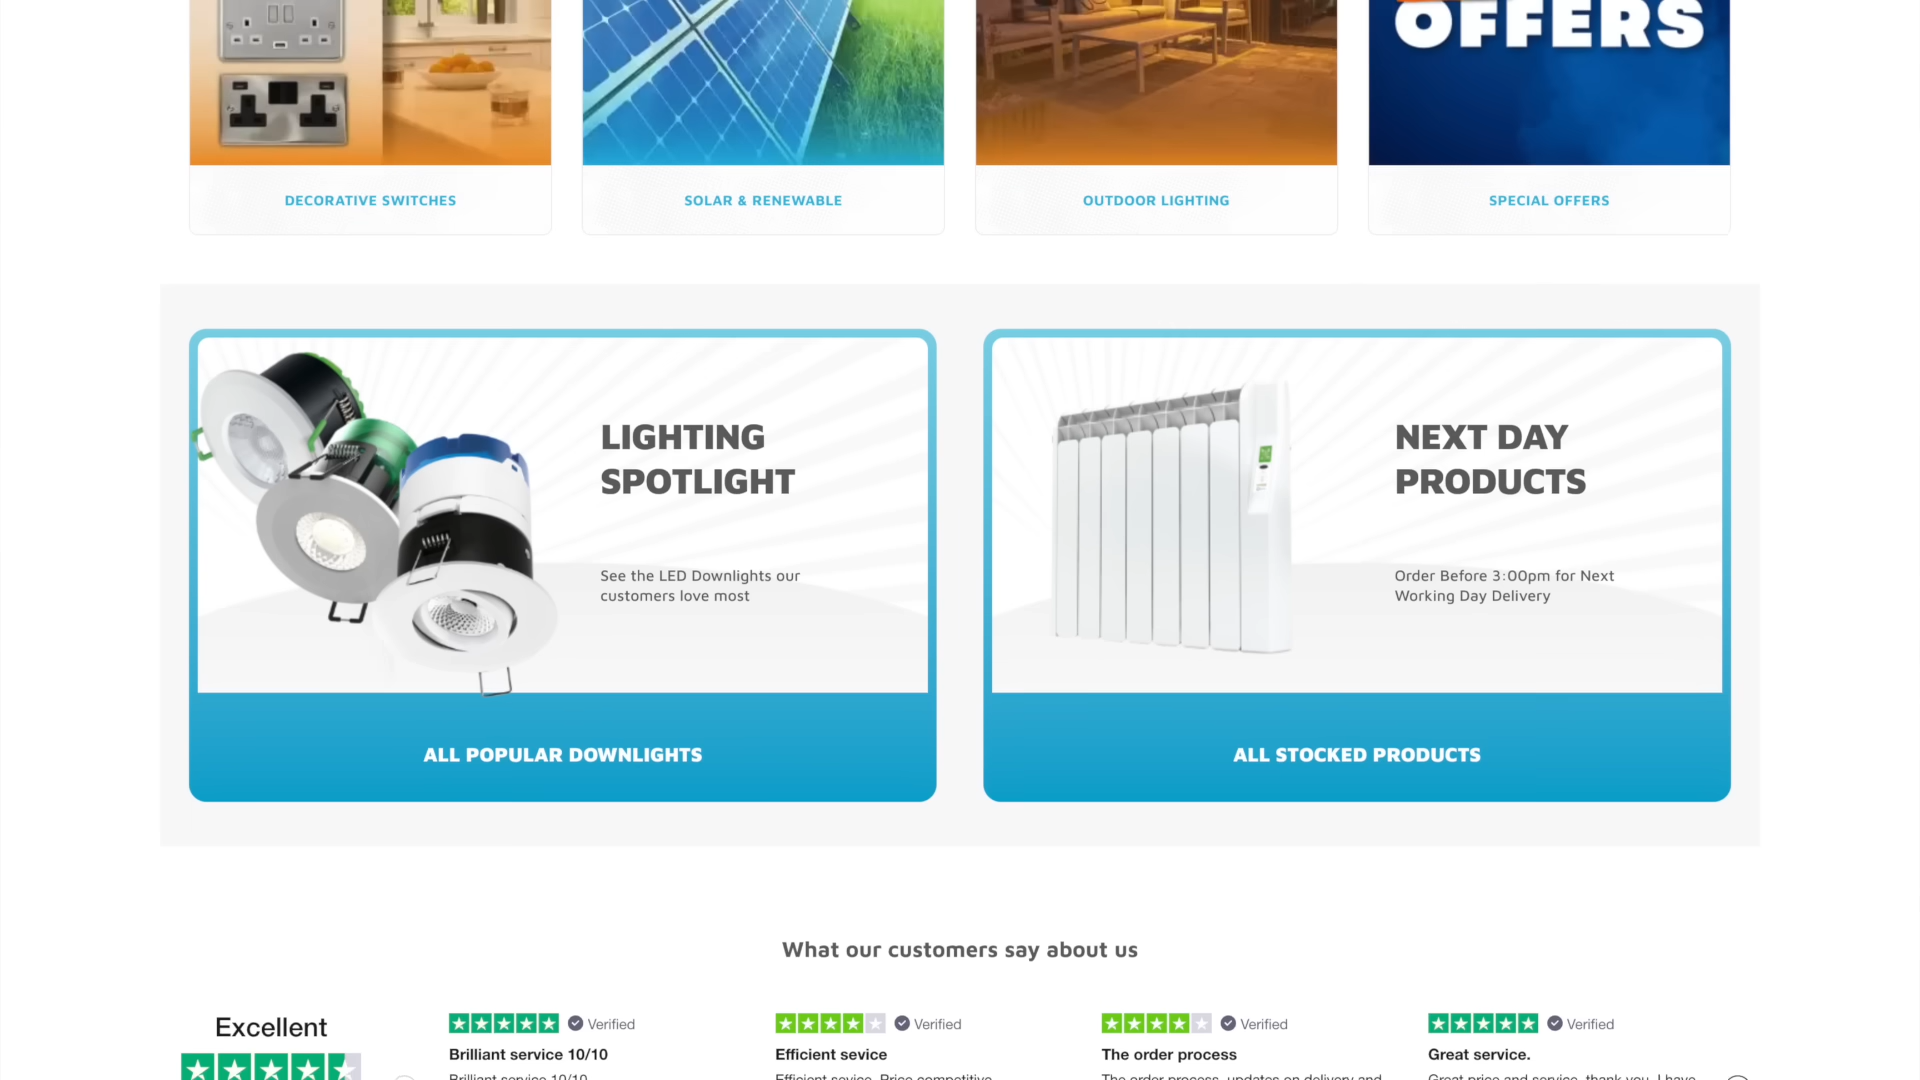 OFFERS
DECORATIVE SWITCHES
SOLAR & RENEWABLE
OUTDOOR LIGHTING
SPECIAL OFFERS
LIGHTING
SPOTLIGHT
See the LED Downlights our
customers love most
ALL POPULAR DOWNLIGHTS
NEXT DAY
PRODUCTS
Order Before 3:00pm for Next
Working Day Delivery
ALL STOCKED PRODUCTS
What our customers say about us
Excellent
Verified
Brilliant service 10/10
Brilliant service 10/10
Verified
Efficient sevice
Efficient sevice. Price competitive
Verified
The order process
The order process, updates on delivery and
Verified
Great service.
Great price and service, thank you. I have